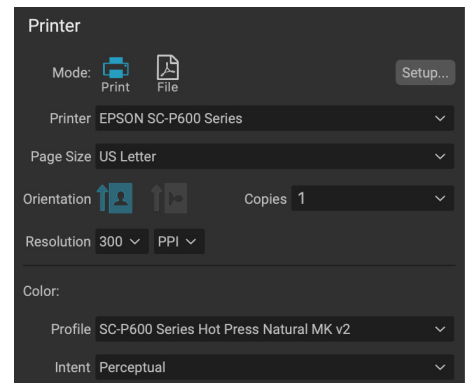 Printer
Mode: Print File Setup...
Printer EPSON SC-P600 Series
Page Size US Letter
Orientation Copies 1
Resolution 300 PPI
Color:
Profile SC-P600 Series Hot Press Natural MK v2
Intent Perceptual